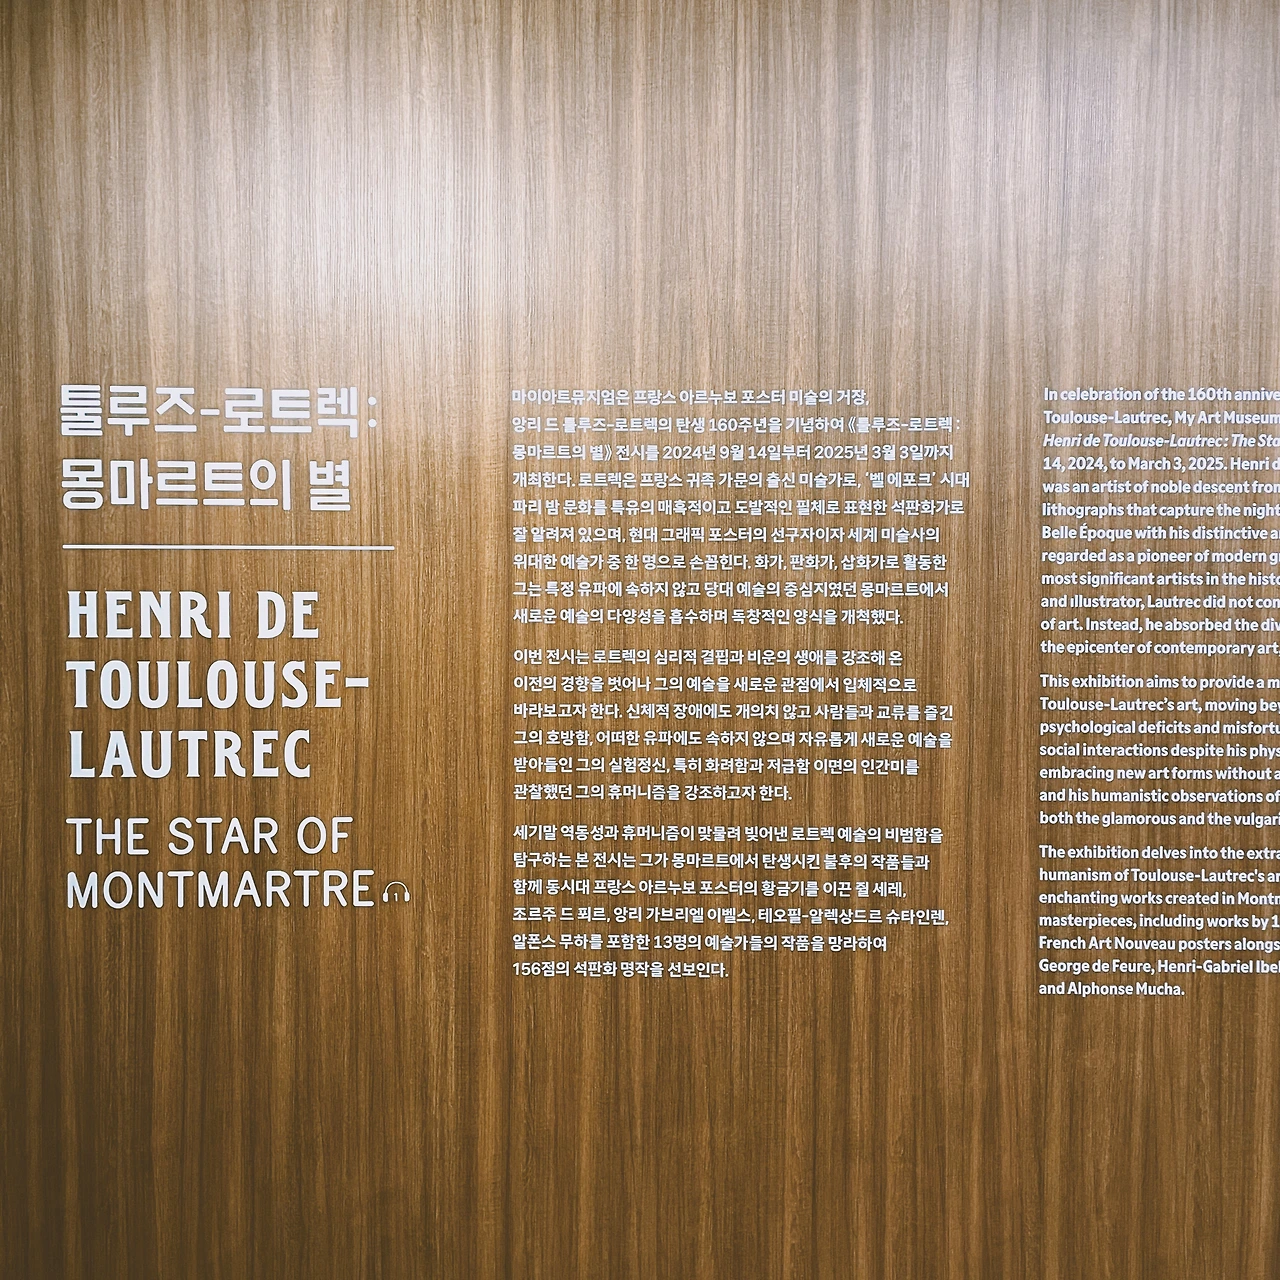 툴루즈-로트렉:
몽마르트의 별
HENRI DE
TOULOUSE-
LAUTREC
THE STAR OF
MONTMARTRE
1
마이아트뮤지엄은 프랑스 아르누보 포스터 미술의 거장,
앙리 드 툴루즈-로트렉의 탄생 160주년을 기념하여 《툴루즈-로트렉 :
몽마르트의 별》 전시를 2024년 9월 14일부터 2025년 3월 3일까지
개최한다. 로트렉은 프랑스 귀족 가문의 출신 미술가로, ‘벨 에포크’ 시대
파리 밤 문화를 특유의 매혹적이고 도발적인 필체로 표현한 석판화가로
잘 알려져 있으며, 현대 그래픽 포스터의 선구자이자 세계 미술사의
위대한 예술가 중 한 명으로 손꼽힌다. 화가, 판화가, 삽화가로 활동한
그는 특정 유파에 속하지 않고 당대 예술의 중심지였던 몽마르트에서
새로운 예술의 다양성을 흡수하며 독창적인 양식을 개척했다.
이번 전시는 로트렉의 심리적 결핍과 비운의 생애를 강조해 온
이전의 경향을 벗어나 그의 예술을 새로운 관점에서 입체적으로
바라보고자 한다. 신체적 장애에도 개의치 않고 사람들과 교류를 즐긴
그의 호방함, 어떠한 유파에도 속하지 않으며 자유롭게 새로운 예술을
받아들인 그의 실험정신, 특히 화려함과 저급함 이면의 인간미를
관찰했던 그의 휴머니즘을 강조하고자 한다.
세기말 역동성과 휴머니즘이 맞물려 빚어낸 로트렉 예술의 비범함을
탐구하는 본 전시는 그가 몽마르트에서 탄생시킨 불후의 작품들과
함께 동시대 프랑스 아르누보 포스터의 황금기를 이끈 쥘 세레,
조르주 드 푀르, 앙리 가브리엘 이벨스, 테오필-알렉상드르 슈타인렌,
알폰스 무하를 포함한 13명의 예술가들의 작품을 망라하여
156점의 석판화 명작을 선보인다.
In celebration of the 160th annive
Toulouse-Lautrec, My Art Museum
Henri de Toulouse-Lautrec: The Sta
14, 2024, to March 3, 2025. Henri d
was an artist of noble descent from
lithographs that capture the night
Belle Époque with his distinctive a
regarded as a pioneer of modern g
most significant artists in the histo
and illustrator, Lautrec did not con
of art. Instead, he absorbed the div
the epicenter of contemporary art,
This exhibition aims to provide a m
Toulouse-Lautrec's art, moving bey
psychological deficits and misfortu
social interactions despite his phys
embracing new art forms without a
and his humanistic observations of
both the glamorous and the vulgari
The exhibition delves into the extra
humanism of Toulouse-Lautrec's ar
enchanting works created in Montm
masterpieces, including works by 1
French Art Nouveau posters alongs
George de Feure, Henri-Gabriel Ibel
and Alphonse Mucha.